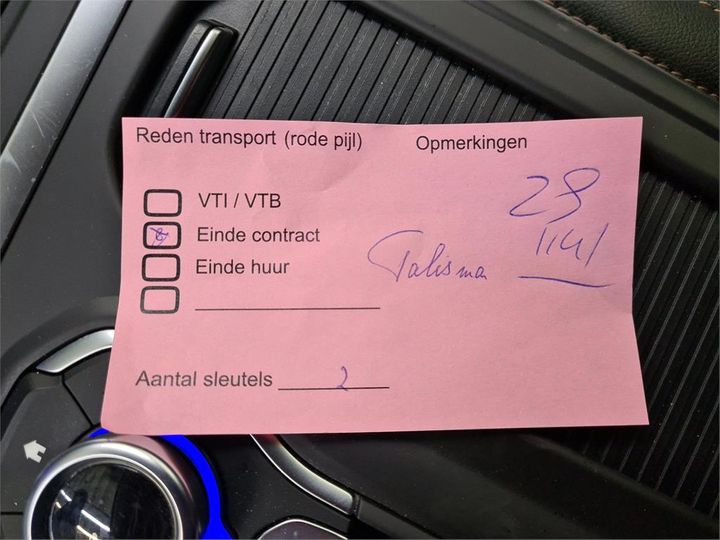 Reden transport (rode pijl)
Opmerkingen
VTI / VTB
Einde contract
Einde huur
Aantal sleutels 2
28
Talisma